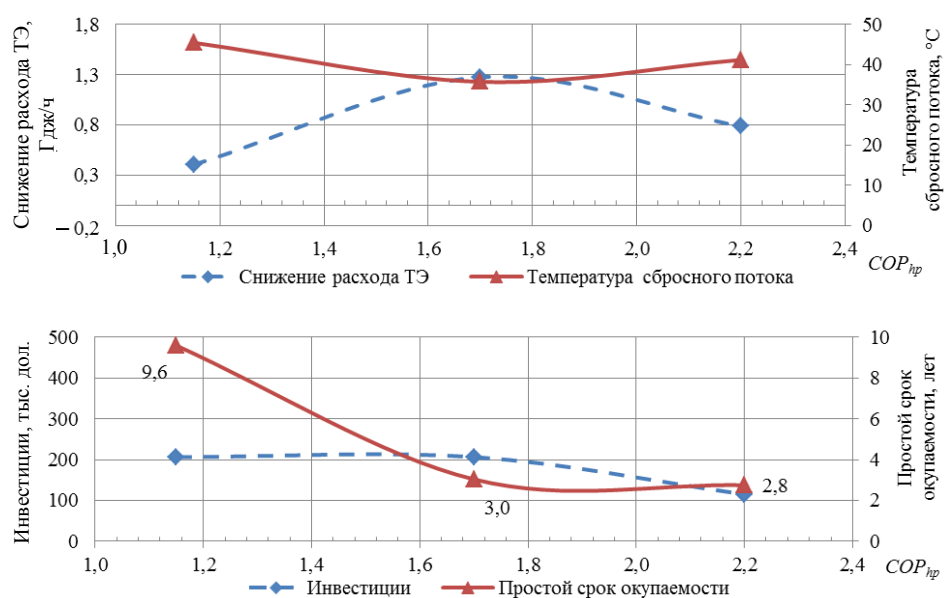 Снижение расхода ТЭ,
Гдж/ч
1,8
1,3
0,8
0,3
– 0,2
50
40
30
20
10
0
Температура
сбросного потока, °С
1,0 1,2 1,4 1,6 1,8 2,0 2,2 2,4
COPhp
Снижение расхода ТЭ Температура сбросного потока
Инвестиции, тыс. дол.
500
400
300
200
100
0
9,6
3,0
2,8
10
8
6
4
2
0
Простой срок
окупаемости, лет
1,0 1,2 1,4 1,6 1,8 2,0 2,2 2,4
COPhp
Инвестиции Простой срок окупаемости